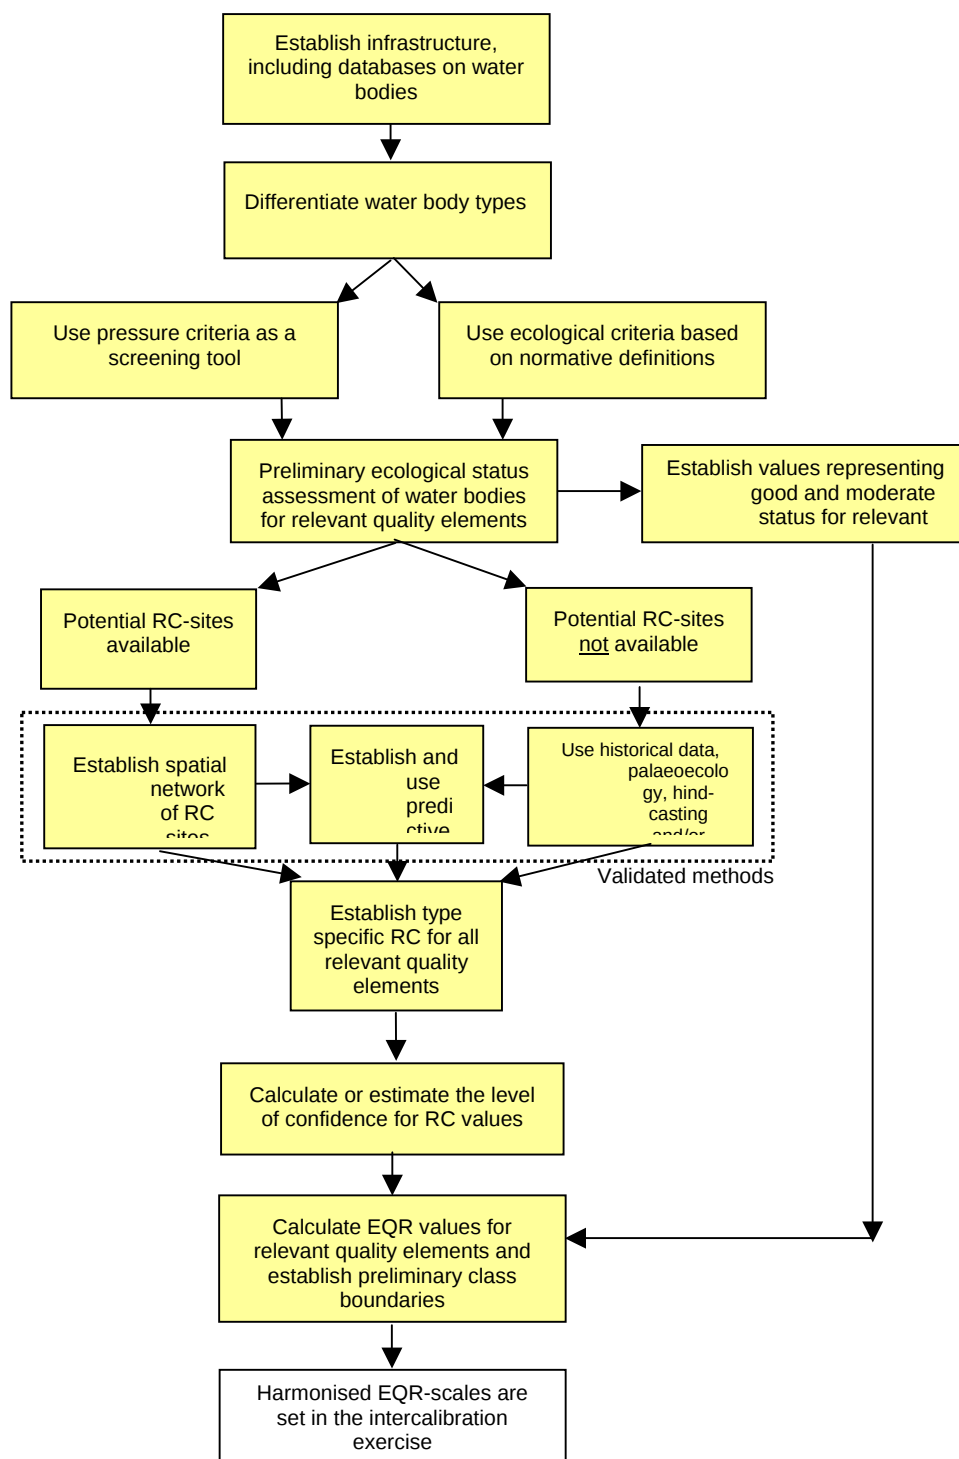 Establish infrastructure,
including databases on water
bodies
Differentiate water body types
Use pressure criteria as a
screening tool
Use ecological criteria based
on normative definitions
Preliminary ecological status
assessment of water bodies
for relevant quality elements
Establish values representing
good and moderate
status for relevant
Potential RC-sites
available
Potential RC-sites
not available
Establish spatial
network
of RC
sites
Establish and
use
predi
ctive
Use historical data,
palaeoecolo
gy, hind-
casting
and/or
Validated methods
Establish type
specific RC for all
relevant quality
elements
Calculate or estimate the level
of confidence for RC values
Calculate EQR values for
relevant quality elements and
establish preliminary class
boundaries
Harmonised EQR-scales are
set in the intercalibration
exercise